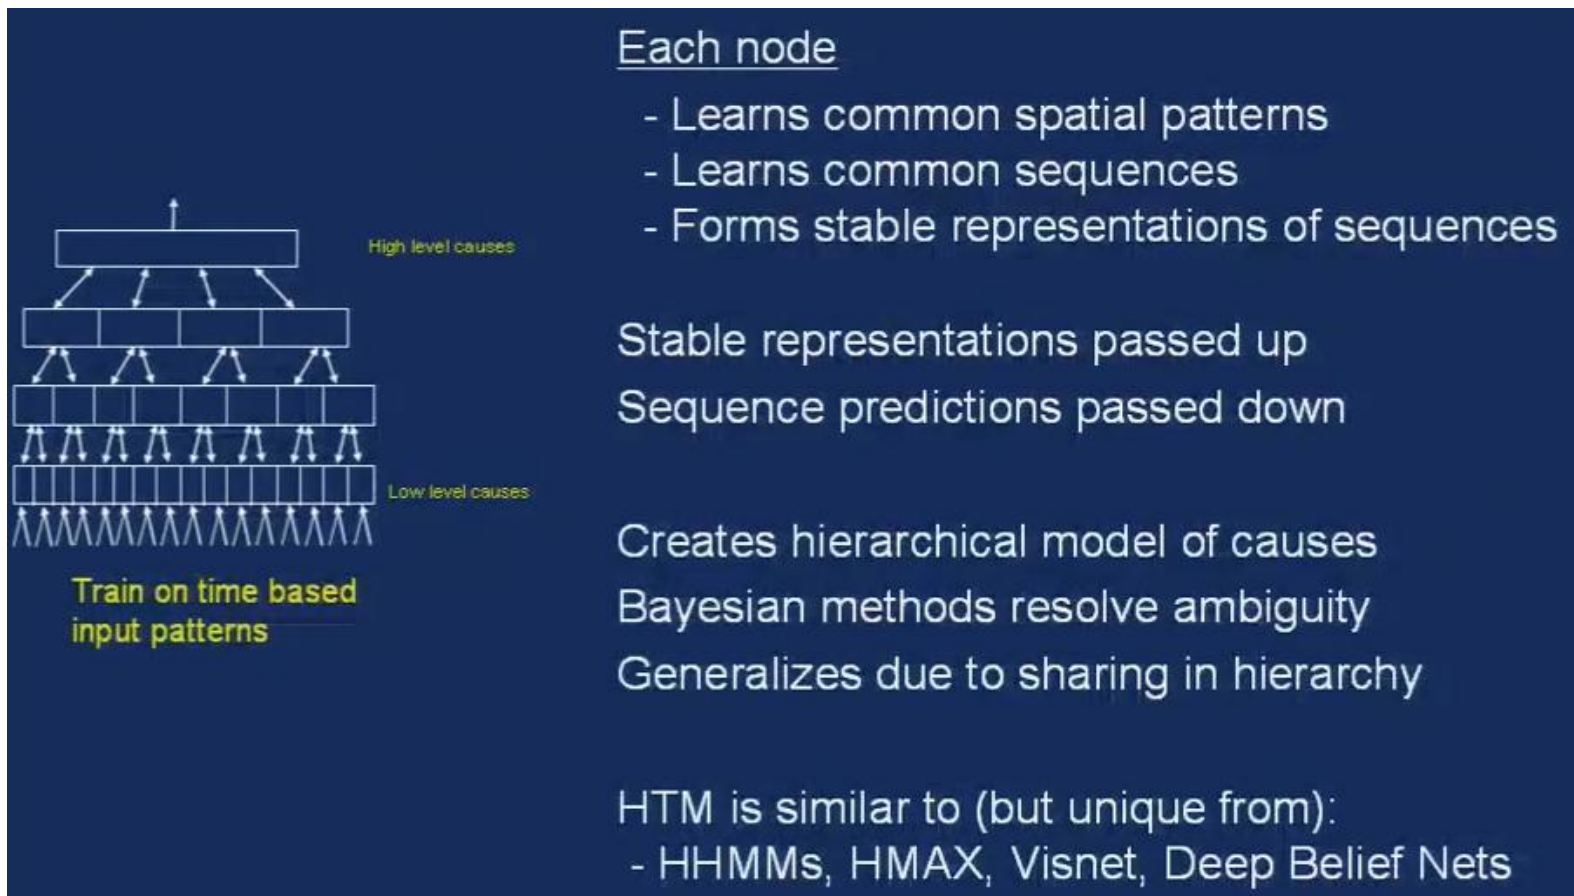 Each node
- Learns common spatial patterns
- Learns common sequences
- Forms stable representations of sequences
High level causes
Stable representations passed up
Sequence predictions passed down
Low level causes
Train on time based
input patterns
Creates hierarchical model of causes
Bayesian methods resolve ambiguity
Generalizes due to sharing in hierarchy
HTM is similar to (but unique from):
- HHMMs, HMAX, Visnet, Deep Belief Nets